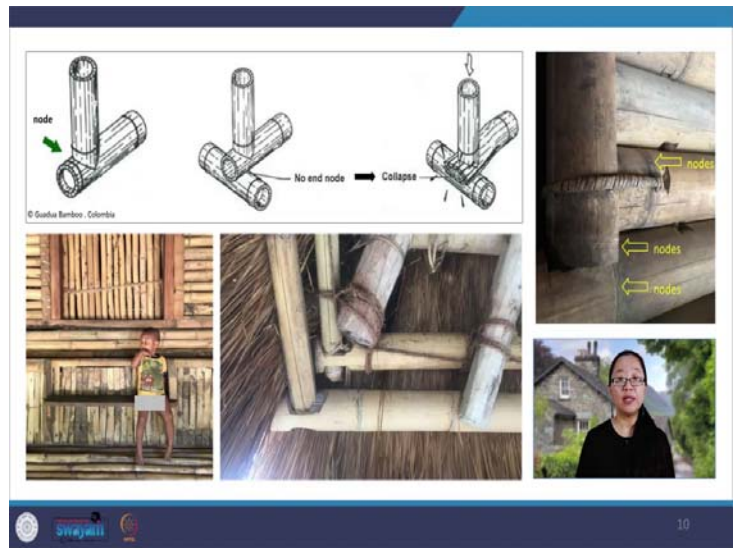 node
No end node
Collapse
© Guadua Bamboo . Colombia
nodes
nodes
nodes
swayam
10